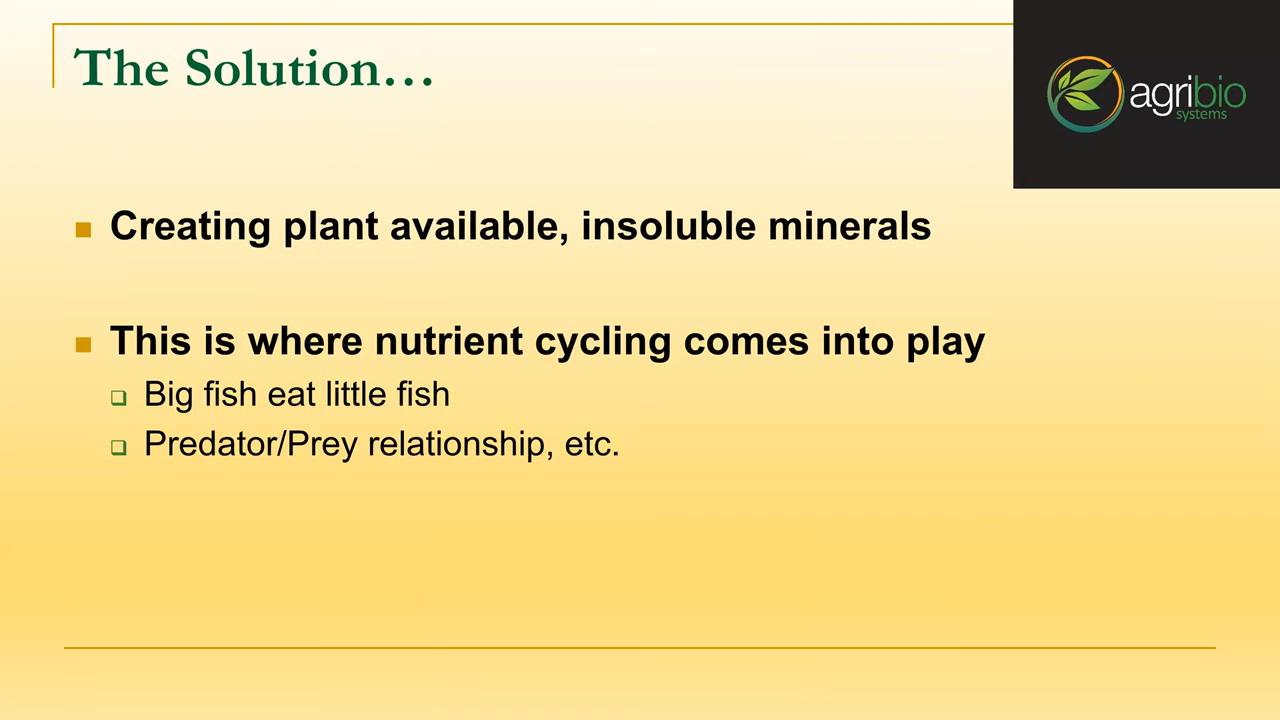 The Solution…
agribio
systems
Creating plant available, insoluble minerals
This is where nutrient cycling comes into play
Big fish eat little fish
Predator/Prey relationship, etc.